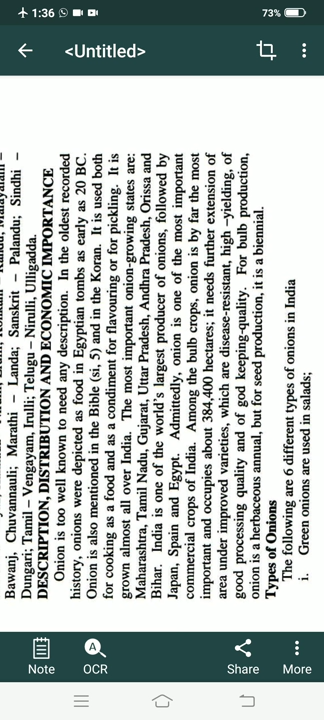 1:36
73%
<Untitled>
Bawanj, Chuvannauli; Marathi – Landa; Sanskrit – Palandu; Sindhi –
Dungari; Tamil – Vengayam, Irulli; Telugu – Nirulli, Ulligadda.
DESCRIPTION, DISTRIBUTION AND ECONOMIC IMPORTANCE
Onion is too well known to need any description. In the oldest recorded
history, onions were depicted as food in Egyptian tombs as early as 20 BC.
Onion is also mentioned in the Bible (si, 5) and in the Koran. It is used both
for cooking as a food and as a condiment for flavouring or for pickling. It is
grown almost all over India. The most important onion-growing states are:
Maharashtra, Tamil Nadu, Gujarat, Uttar Pradesh, Andhra Pradesh, Orissa and
Bihar. India is one of the world's largest producer of onions, followed by
Japan, Spain and Egypt. Admittedly, onion is one of the most important
commercial crops of India. Among the bulb crops, onion is by far the most
important and occupies about 384,400 hectares; it needs further extension of
area under improved varieties, which are disease-resistant, high –yielding, of
good processing quality and of god keeping-quality. For bulb production,
onion is a herbaceous annual, but for seed production, it is a biennial.
Types of Onions
The following are 6 different types of onions in India
i. Green onions are used in salads;
Note
OCR
Share
More